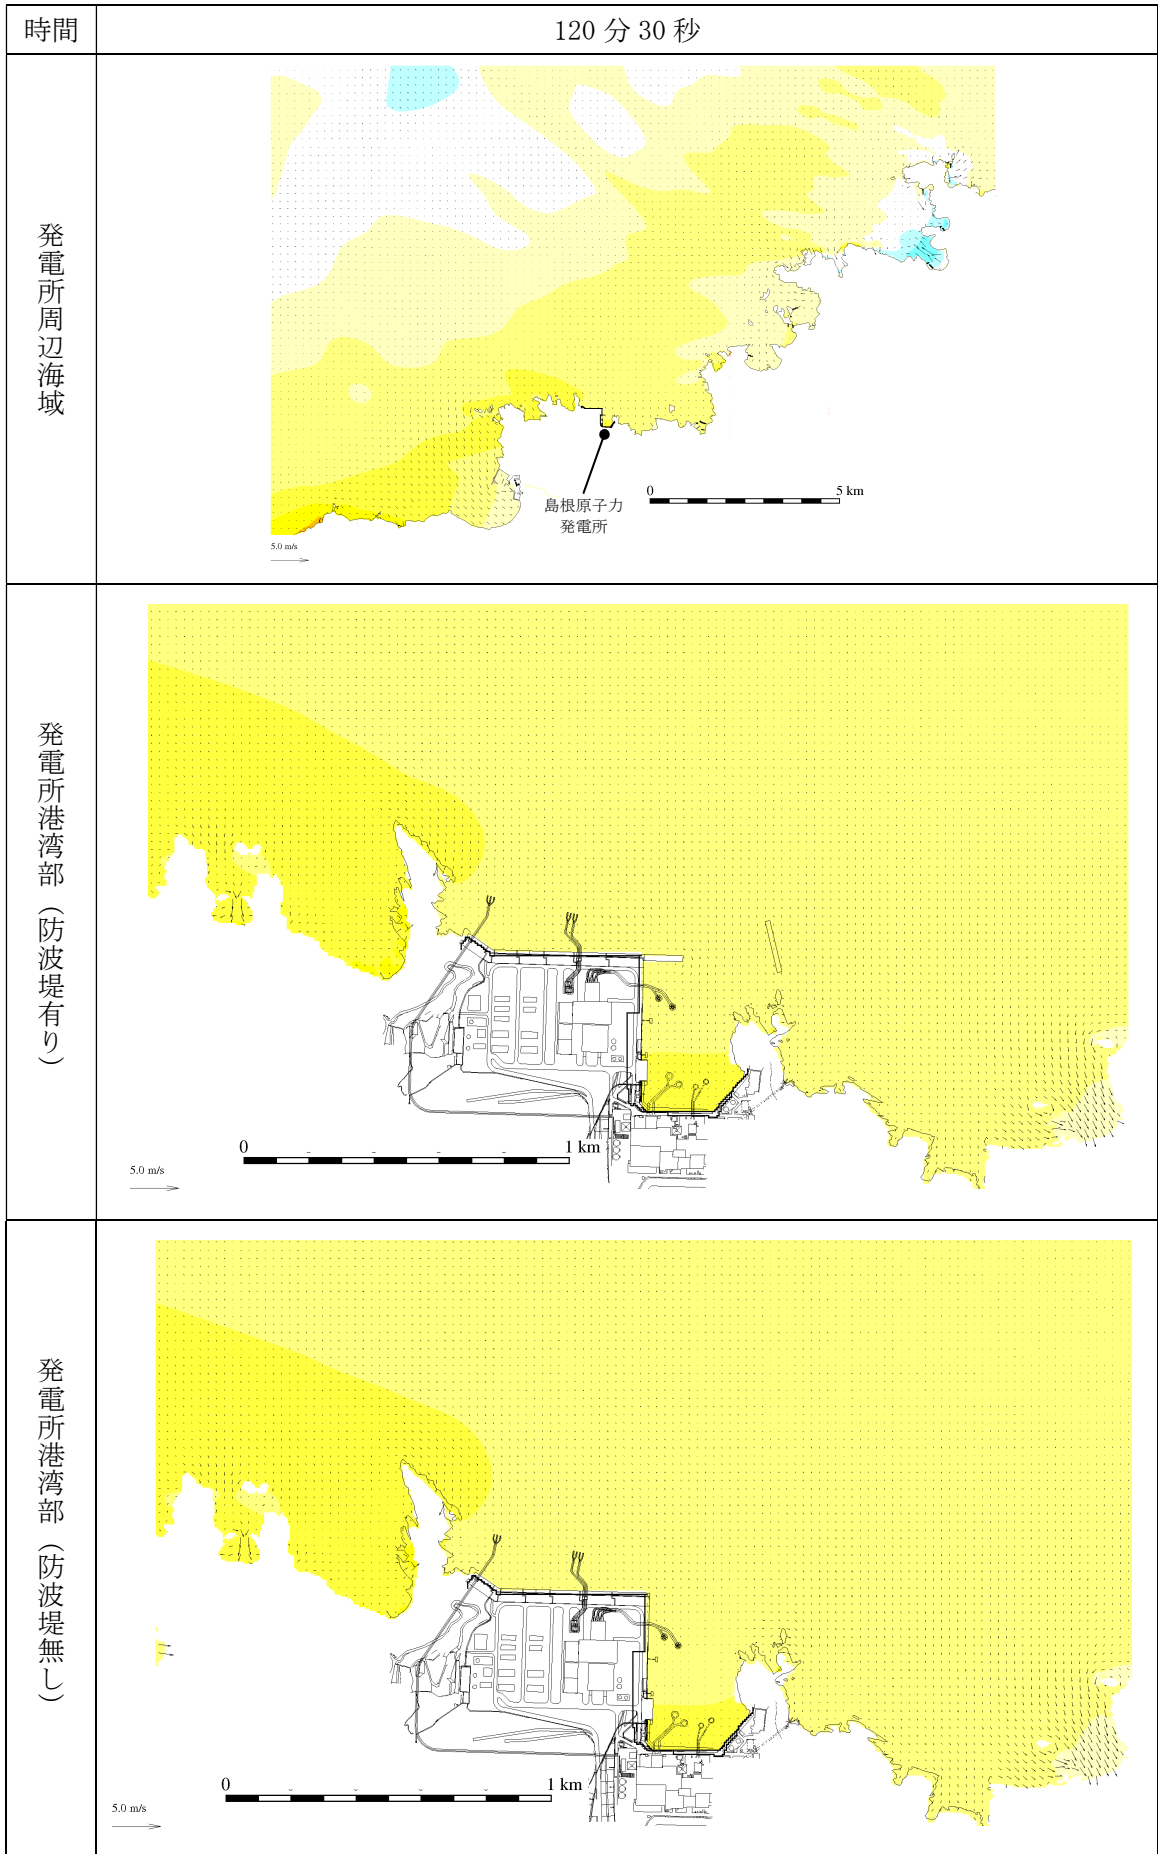 時間
120 分 30 秒
発電所周辺海域
島根原子力
発電所
0
5 km
5.0 m/s
発電所港湾部（防波堤有り）
0
1 km
5.0 m/s
発電所港湾部（防波堤無し）
0
1 km
5.0 m/s